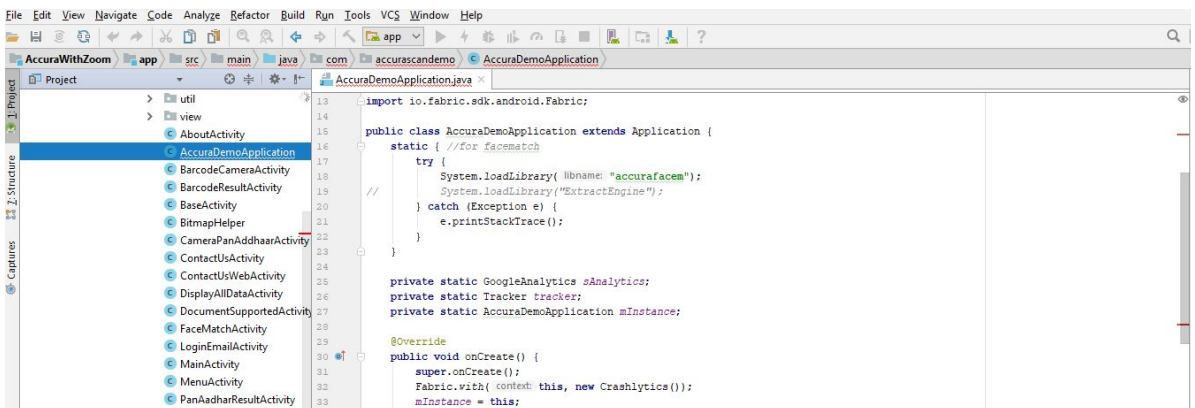 File Edit View Navigate Code Analyze Refactor Build Run Tools VCS Window Help
app
AccuraWithZoom app src main java com accurascandemo AccuraDemoApplication
1: Project
Z: Structure
Captures
Project
util
view
AboutActivity
AccuraDemoApplication
BarcodeCameraActivity
BarcodeResultActivity
BaseActivity
BitmapHelper
CameraPanAddhaarActivity
ContactUsActivity
ContactUsWebActivity
DisplayAllDataActivity
DocumentSupportedActivity
FaceMatchActivity
LoginEmailActivity
MainActivity
MenuActivity
PanAadharResultActivity
AccuraDemoApplication.java
13 import io.fabric.sdk.android.Fabric;
14
15 public class AccuraDemoApplication extends Application {
16 static { //for facematch
17 try {
18 System.loadLibrary( libname: "accurafacem");
19 // System.loadLibrary("ExtractEngine");
20 } catch (Exception e) {
21 e.printStackTrace();
22 }
23 }
24
25 private static GoogleAnalytics sAnalytics;
26 private static Tracker tracker;
27 private static AccuraDemoApplication mInstance;
28
29 @Override
30 public void onCreate() {
31 super.onCreate();
32 Fabric.with( context: this, new Crashlytics());
33 mInstance = this;